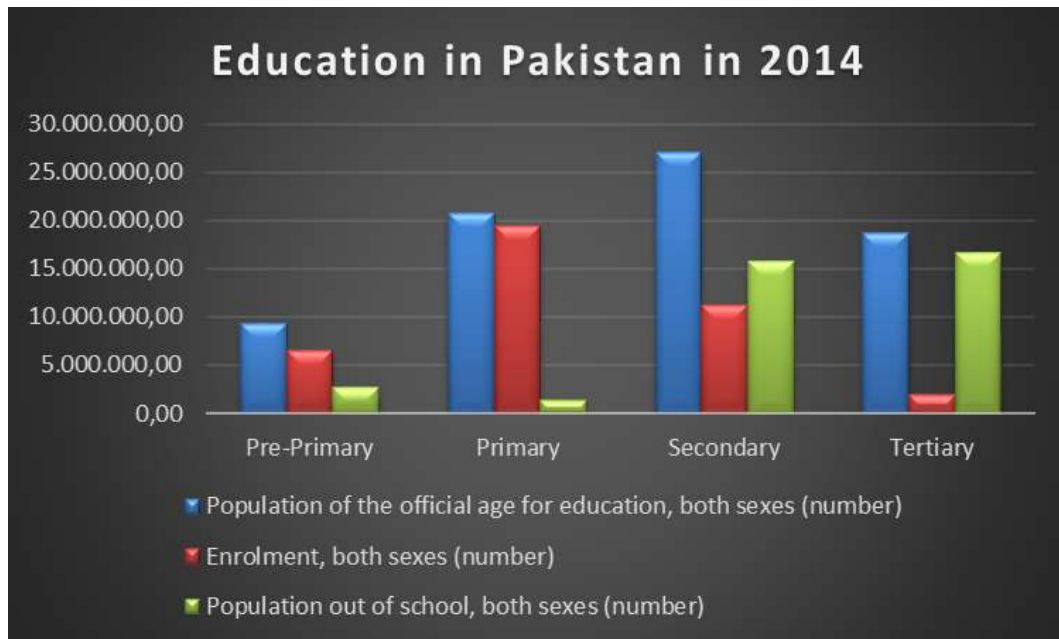 Education in Pakistan in 2014
30.000.000,00
25.000.000,00
20.000.000,00
15.000.000,00
10.000.000,00
5.000.000,00
0,00
Pre-Primary Primary Secondary Tertiary
Population of the official age for education, both sexes (number)
Enrolment, both sexes (number)
Population out of school, both sexes (number)